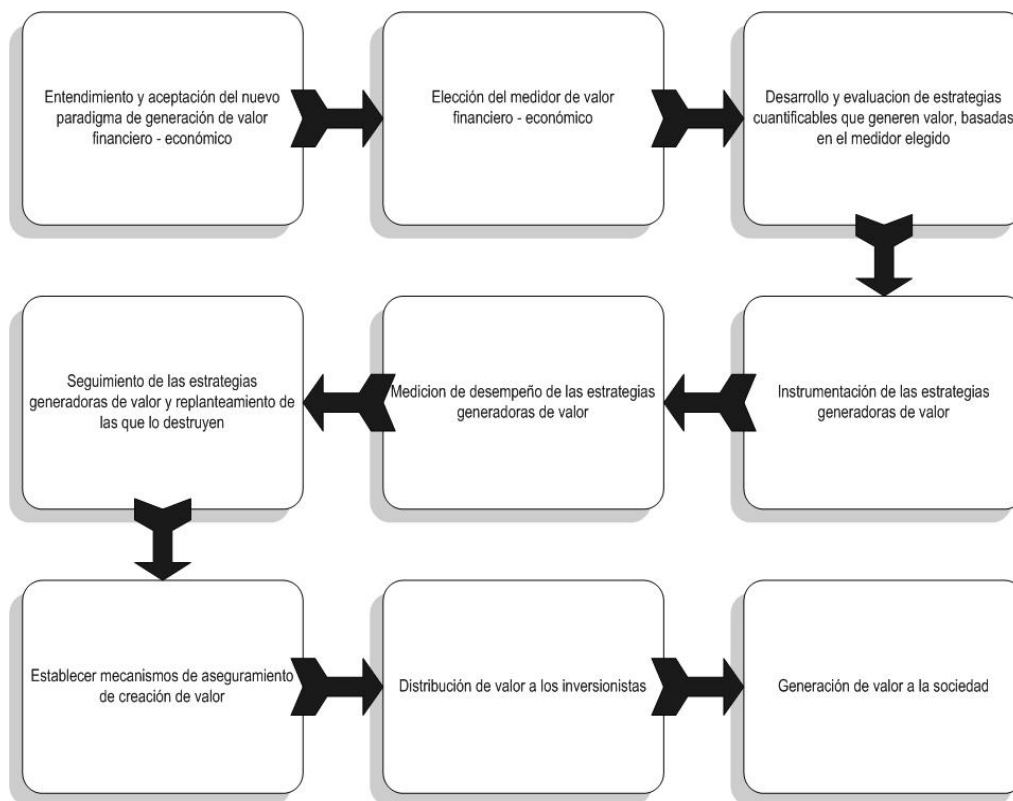 Entendimiento y aceptación del nuevo
paradigma de generación de valor
financiero - económico
Elección del medidor de valor
financiero - económico
Desarrollo y evaluacion de estrategias
cuantificables que generen valor, basadas
en el medidor elegido
Instrumentación de las estrategias
generadoras de valor
Medicion de desempeño de las estrategias
generadoras de valor
Seguimiento de las estrategias
generadoras de valor y replanteamiento de
las que lo destruyen
Establecer mecanismos de aseguramiento
de creación de valor
Distribución de valor a los inversionistas
Generación de valor a la sociedad